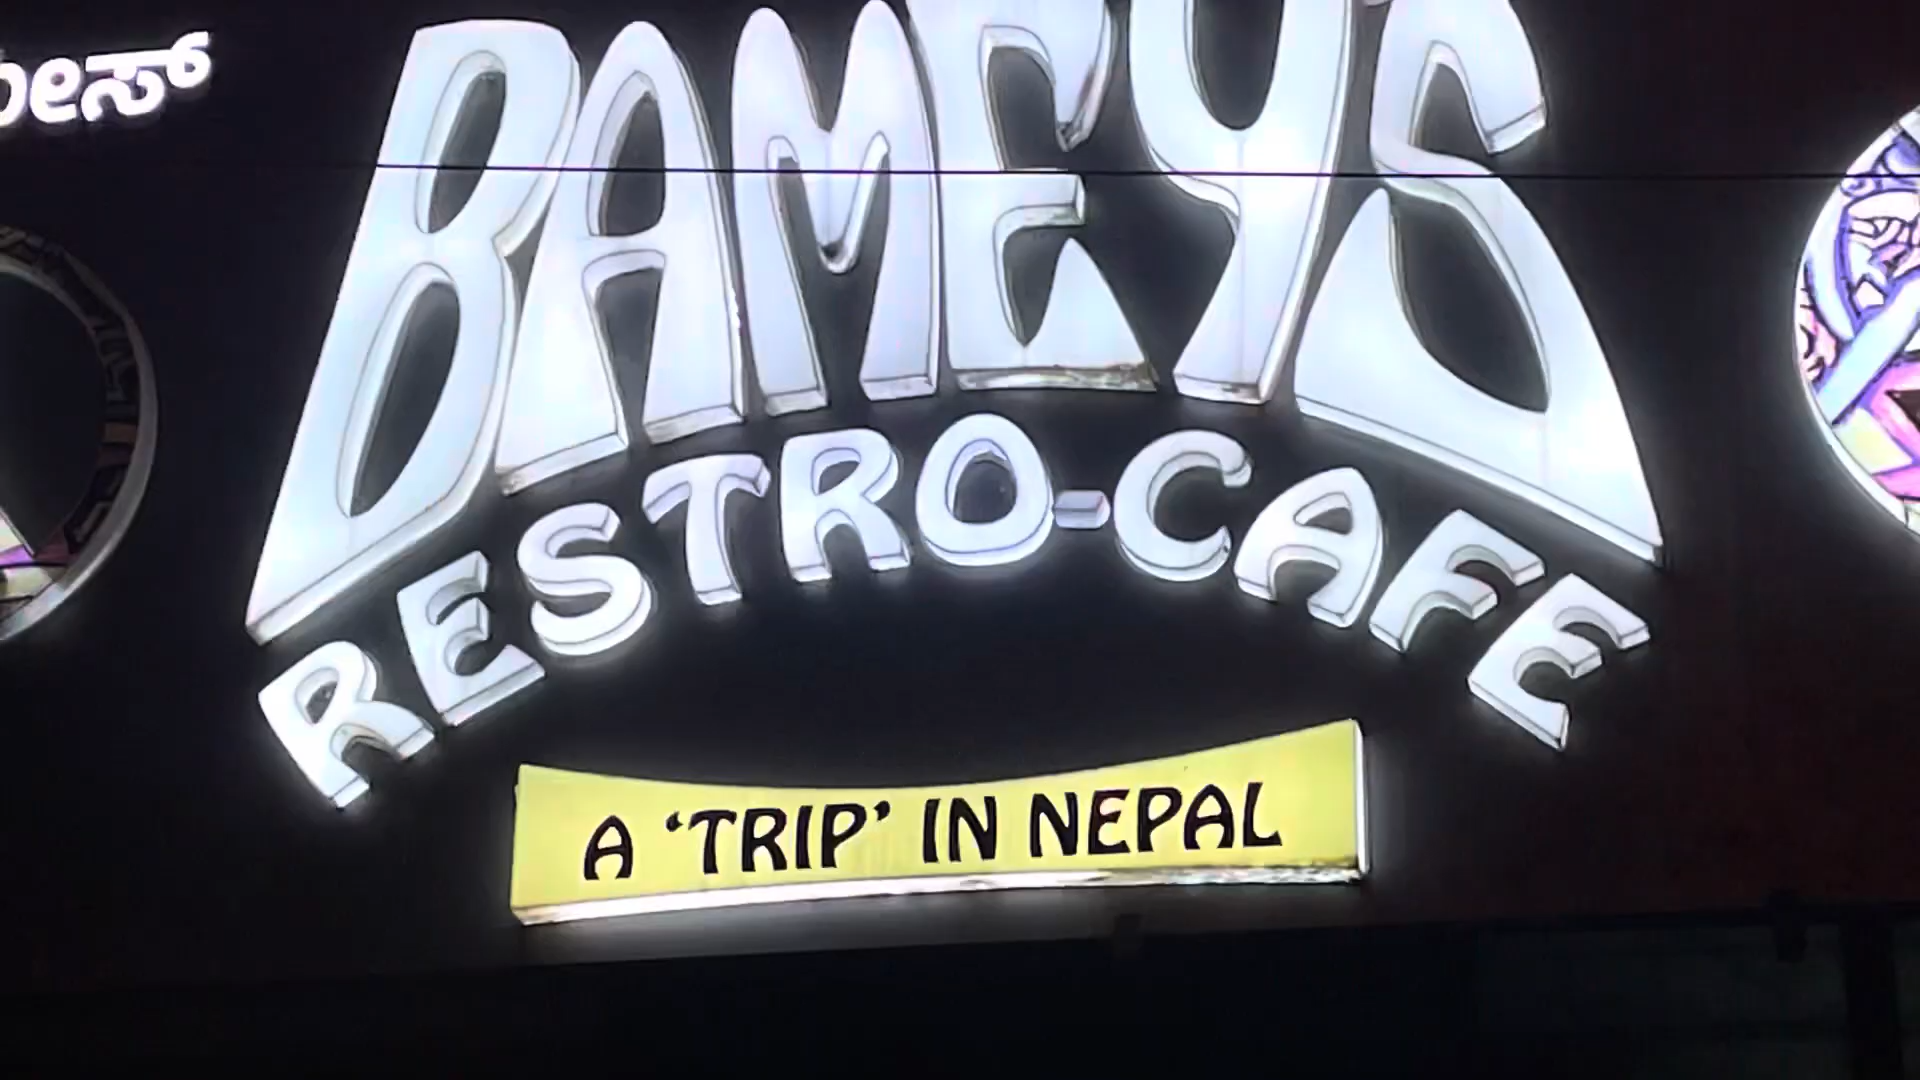 BAMEYS
RESTRO-CAFE
A ‘TRIP’ IN NEPAL